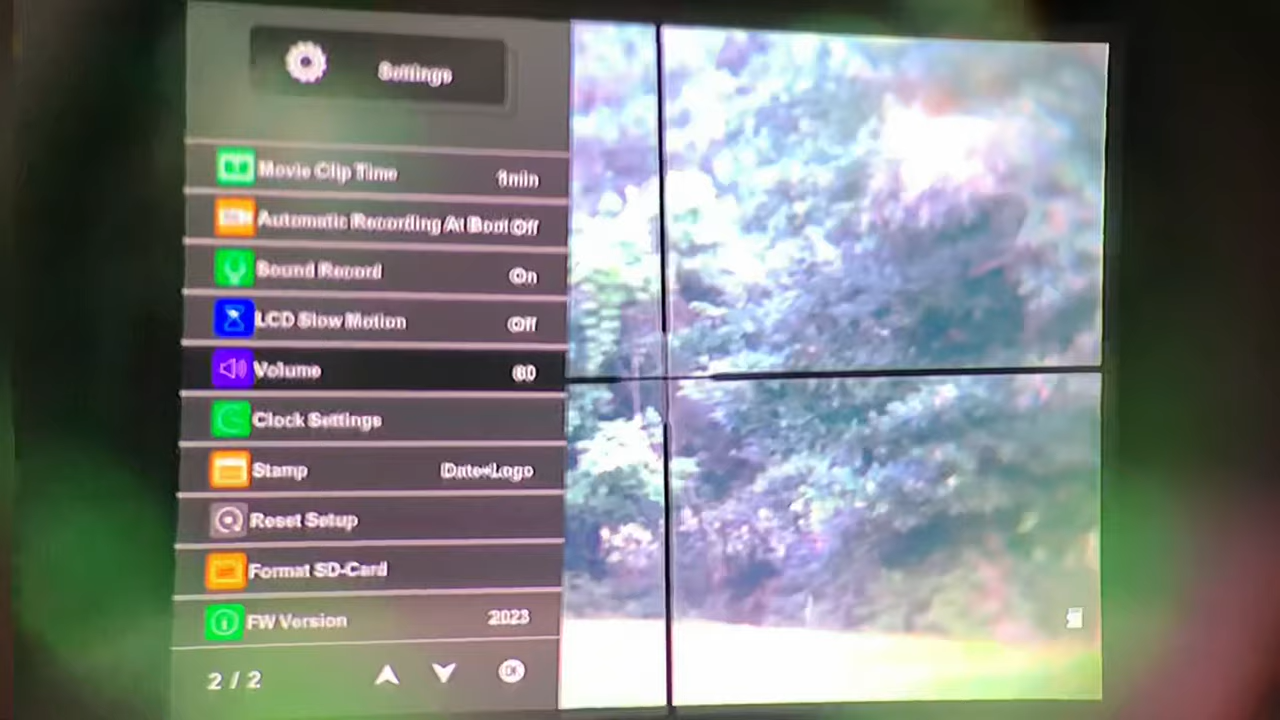 Settings
Movie Clip Time
Automatic Recording At Boot Off
Sound Record On
LCD Slow Motion Off
Volume 60
Clock Settings
Stamp Date+Logo
Reset Setup
Format SD-Card
FW Version 2023
2 / 2 OK